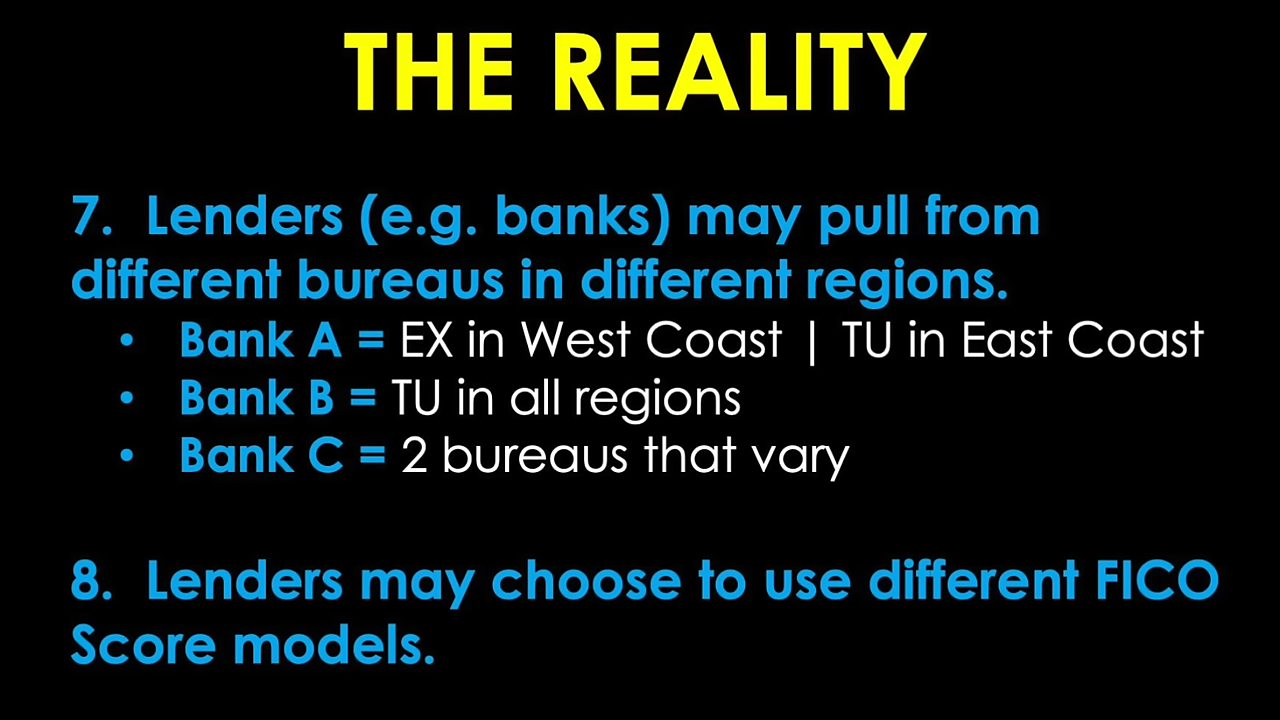 THE REALITY
7. Lenders (e.g. banks) may pull from
different bureaus in different regions.
• Bank A = EX in West Coast | TU in East Coast
• Bank B = TU in all regions
• Bank C = 2 bureaus that vary
8. Lenders may choose to use different FICO
Score models.